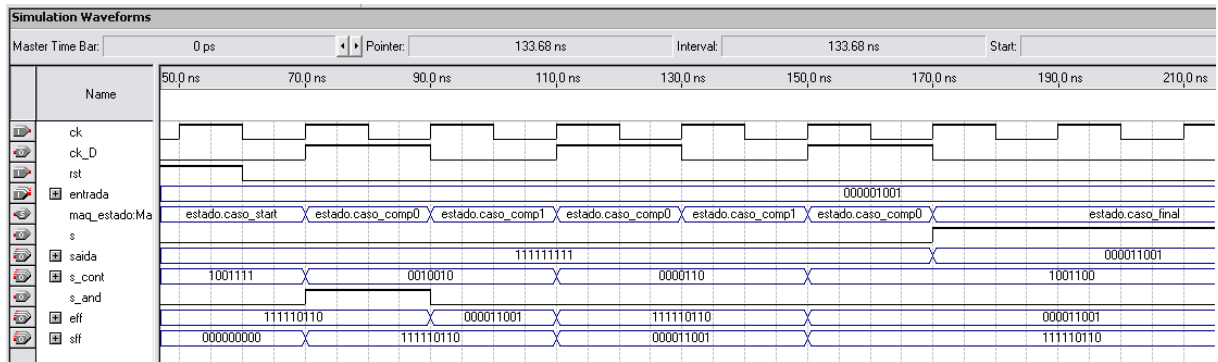 Simulation Waveforms
Master Time Bar: 0 ps Pointer: 133.68 ns Interval: 133.68 ns Start:
Name 50.0 ns 70.0 ns 90.0 ns 110.0 ns 130.0 ns 150.0 ns 170.0 ns 190.0 ns 210.0 ns
ck
ck_D
rst
entrada 000001001
maq_estado:Ma estado.caso_start estado.caso_comp0 estado.caso_comp1 estado.caso_comp0 estado.caso_comp1 estado.caso_comp0 estado.caso_final
s
saida 111111111 000011001
s_cont 1001111 0010010 0000110 1001100
s_and
eff 111110110 000011001 111110110 000011001
sff 000000000 111110110 000011001 111110110